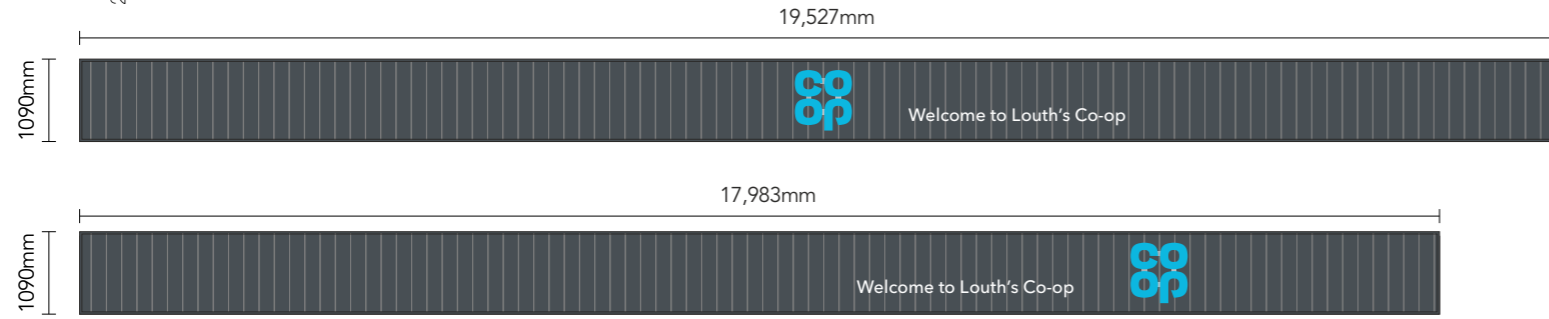 19,527mm
1090mm
co
op
Welcome to Louth's Co-op
17,983mm
1090mm
Welcome to Louth's Co-op
co
op